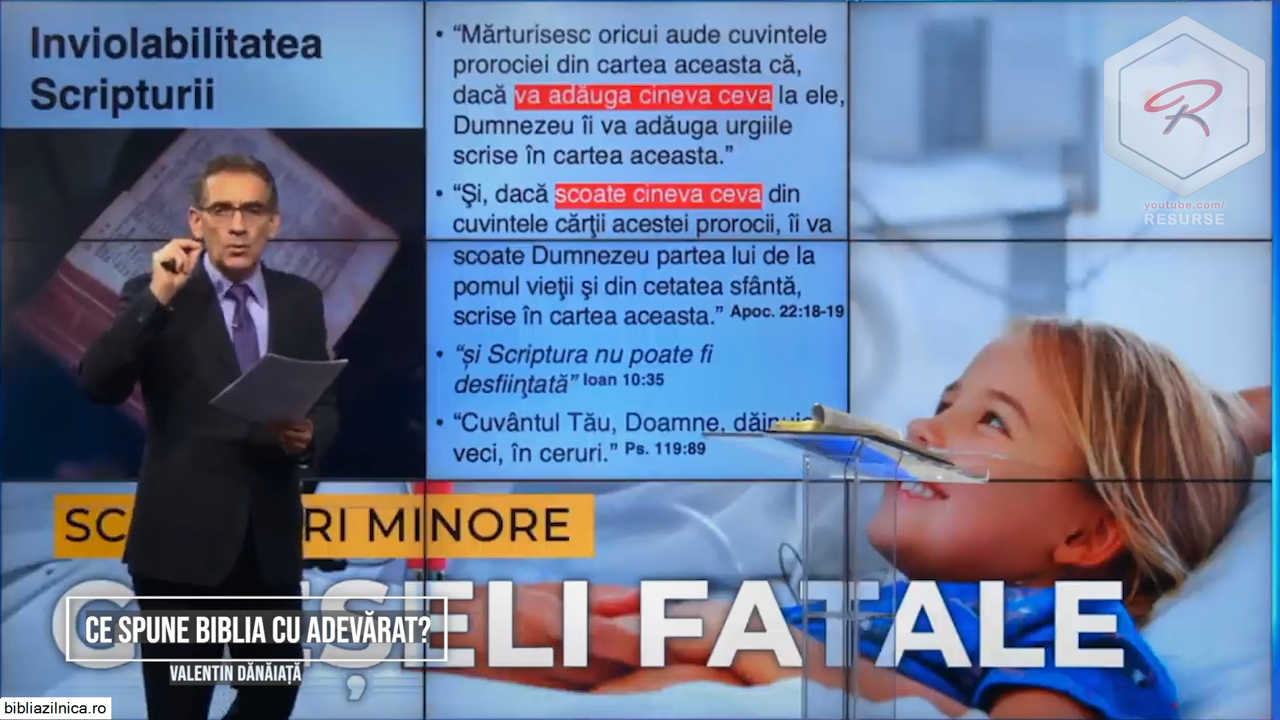 Inviolabilitatea
Scripturii
• “Mărturisesc oricui aude cuvintele
prorociei din cartea aceasta că,
dacă va adăuga cineva ceva la ele,
Dumnezeu îi va adăuga urgiile
scrise în cartea aceasta.”
• “Şi, dacă scoate cineva ceva din
cuvintele cărţii acestei prorocii, îi va
scoate Dumnezeu partea lui de la
pomul vieţii şi din cetatea sfântă,
scrise în cartea aceasta.” Apoc. 22:18-19
• “și Scriptura nu poate fi
desfiinţată” Ioan 10:35
• “Cuvântul Tău, Doamne,
veci, în ceruri.” Ps. 119:89
R
youtube.com/
RESURSE
MINORE
FATALE
CE SPUNE BIBLIA CU ADEVĂRAT?
VALENTIN DĂNĂIAȚĂ
bibliazilnica.ro